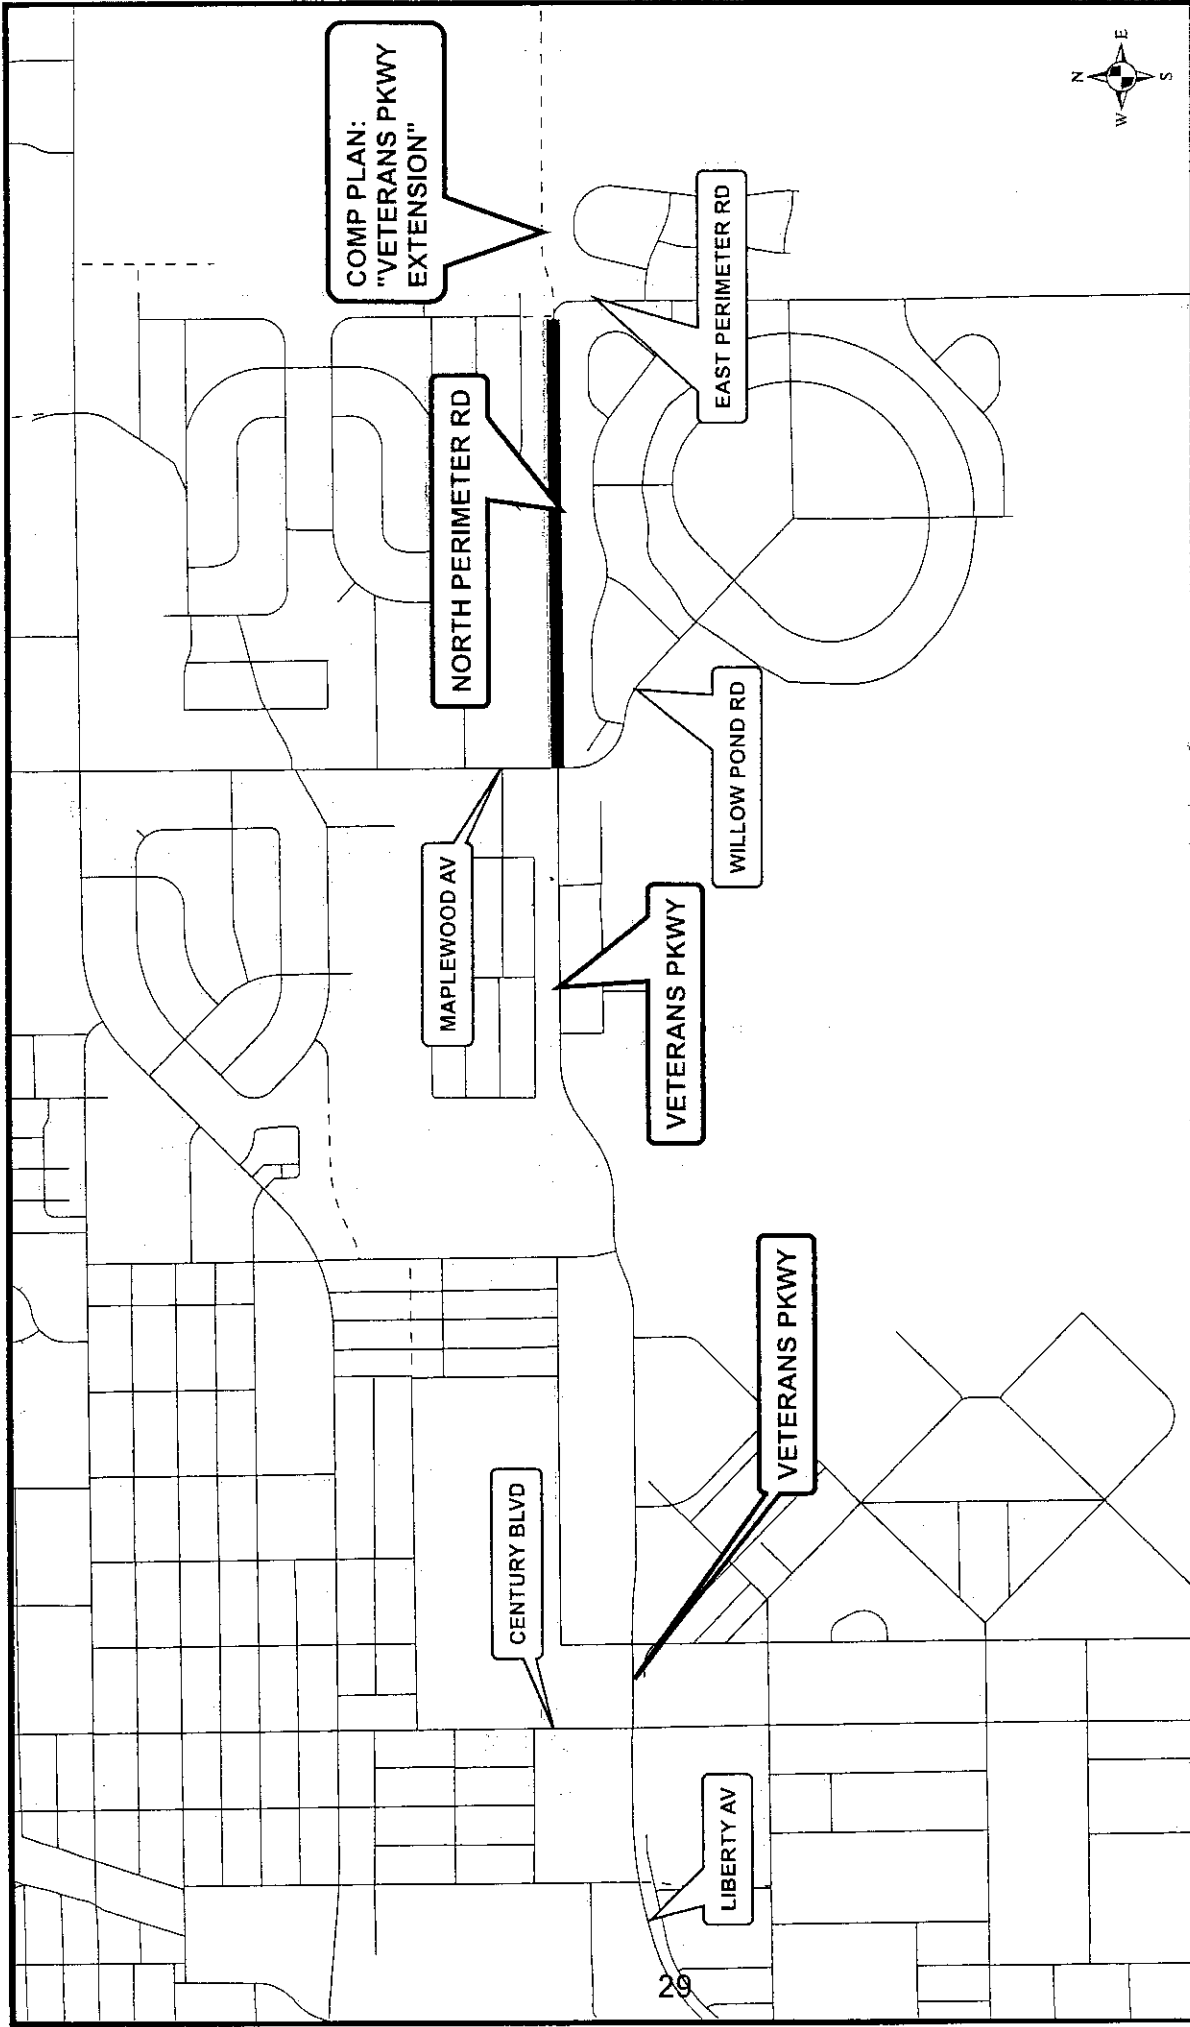 COMP PLAN:
"VETERANS PKWY
EXTENSION"
NORTH PERIMETER RD
EAST PERIMETER RD
MAPLEWOOD AV
WILLOW POND RD
VETERANS PKWY
VETERANS PKWY
CENTURY BLVD
LIBERTY AV
N
E
S
W
29